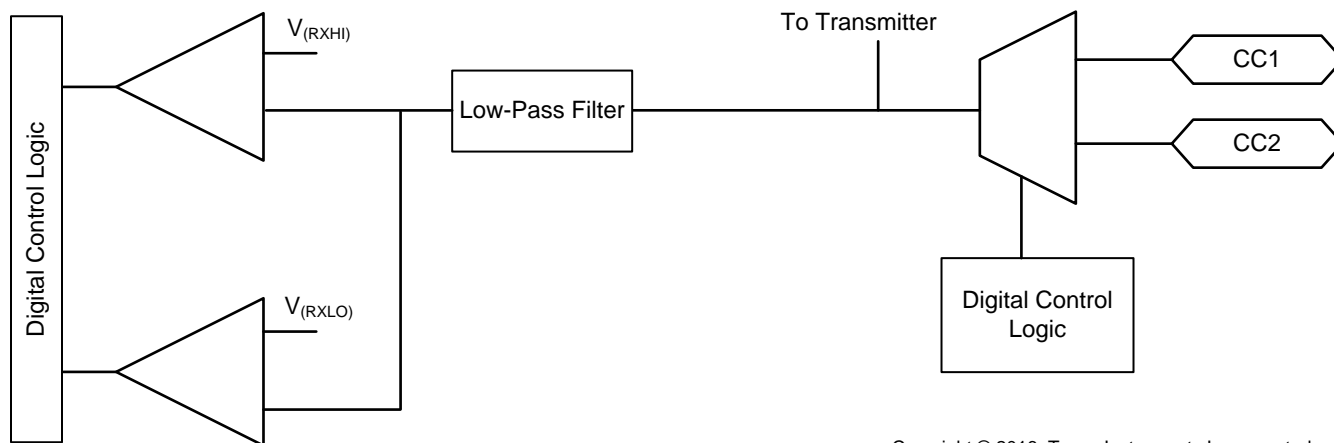 Digital Control Logic
V(RXHI)
V(RXLO)
Low-Pass Filter
To Transmitter
CC1
CC2
Digital Control
Logic